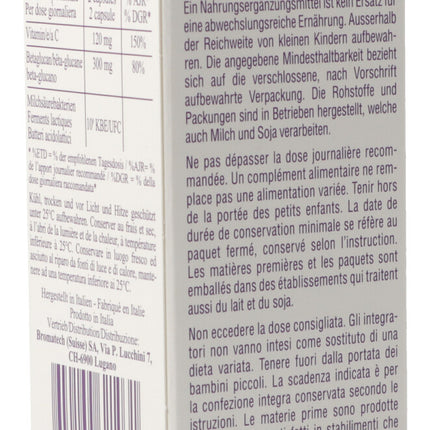 Per dose giornaliera 2 capsule *DGR*
Vitamin/e/a C 120 mg 150%
Betaglucan/bêta-glucane 300 mg 80%
beta-glucano
Milchsäurebakterien
Ferments lactiques 10⁹ KBE/UFC
Batteri acidolattici
* %ETD = % der empfohlenen Tagesdosis / %AJR= % de
l'apport journalier recommandé / %DGR = % della
dose giornaliera raccomandata
Kühl, trocken und vor Licht und Hitze geschützt
unter 25°C aufbewahren. Conserver au frais et sec,
à l'abri de la lumière et de la chaleur, à température
inférieure à 25°C. Conservare in luogo fresco ed
asciutto al riparo da fonti di luce e di calore, mante-
nere ad una temperatura inferiore ai 25°C.
Hergestellt in Italien - Fabriqué en Italie
Prodotto in Italia
Vertrieb/Distribution/Distribuzione:
Bromatech (Suisse) SA, Via P. Lucchini 7,
CH-6900 Lugano
Ein Nahrungsergänzungsmittel ist kein Ersatz für
eine abwechslungsreiche Ernährung. Ausserhalb
der Reichweite von kleinen Kindern aufbewah-
ren. Die angegebene Mindesthaltbarkeit bezieht
sich auf die verschlossene, nach Vorschrift
aufbewahrte Verpackung. Die Rohstoffe und
Packungen sind in Betrieben hergestellt, welche
auch Milch und Soja verarbeiten.
Ne pas dépasser la dose journalière recom-
mandée. Un complément alimentaire ne rem-
place pas une alimentation variée. Tenir hors
de la portée des petits enfants. La date de
durée de conservation minimale se réfère au
paquet fermé, conservé selon l'instruction.
Les matières premières et les paquets sont
emballés dans des établissements qui traitent
aussi du lait et du soja.
Non eccedere la dose consigliata. Gli integra-
tori non vanno intesi come sostituto di una
dieta variata. Tenere fuori dalla portata dei
bambini piccoli. La scadenza indicata è per
la confezione integra conservata secondo le
istruzioni. Le materie prime sono prodotte
fatti in stabilimenti che